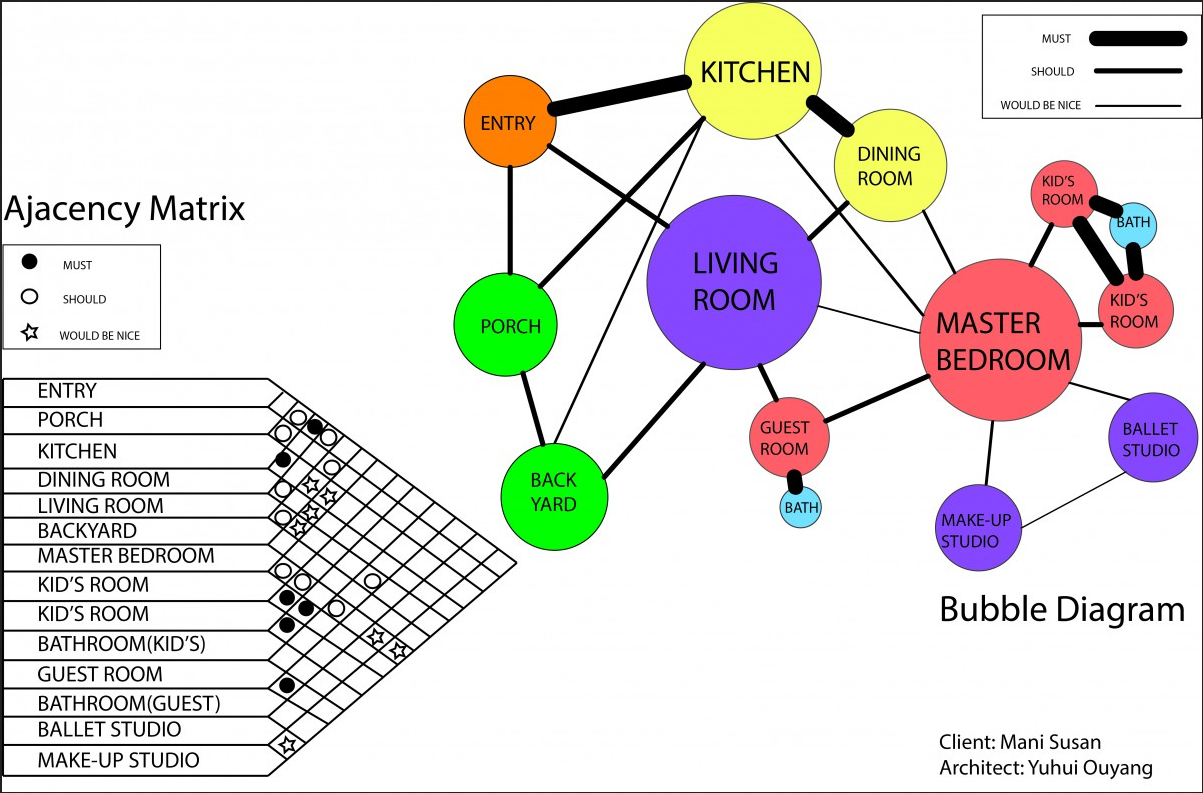 KITCHEN
MUST
SHOULD
WOULD BE NICE
ENTRY
DINING
ROOM
KID'S
ROOM
BATH
Ajacency Matrix
MUST
SHOULD
WOULD BE NICE
LIVING
ROOM
PORCH
MASTER
BEDROOM
KID'S
ROOM
ENTRY
PORCH
KITCHEN
DINING ROOM
LIVING ROOM
BACKYARD
MASTER BEDROOM
KID'S ROOM
KID'S ROOM
BATHROOM(KID'S)
GUEST ROOM
BATHROOM(GUEST)
BALLET STUDIO
MAKE-UP STUDIO
GUEST
ROOM
BALLET
STUDIO
BACK
YARD
BATH
MAKE-UP
STUDIO
Bubble Diagram
Client: Mani Susan
Architect: Yuhui Ouyang